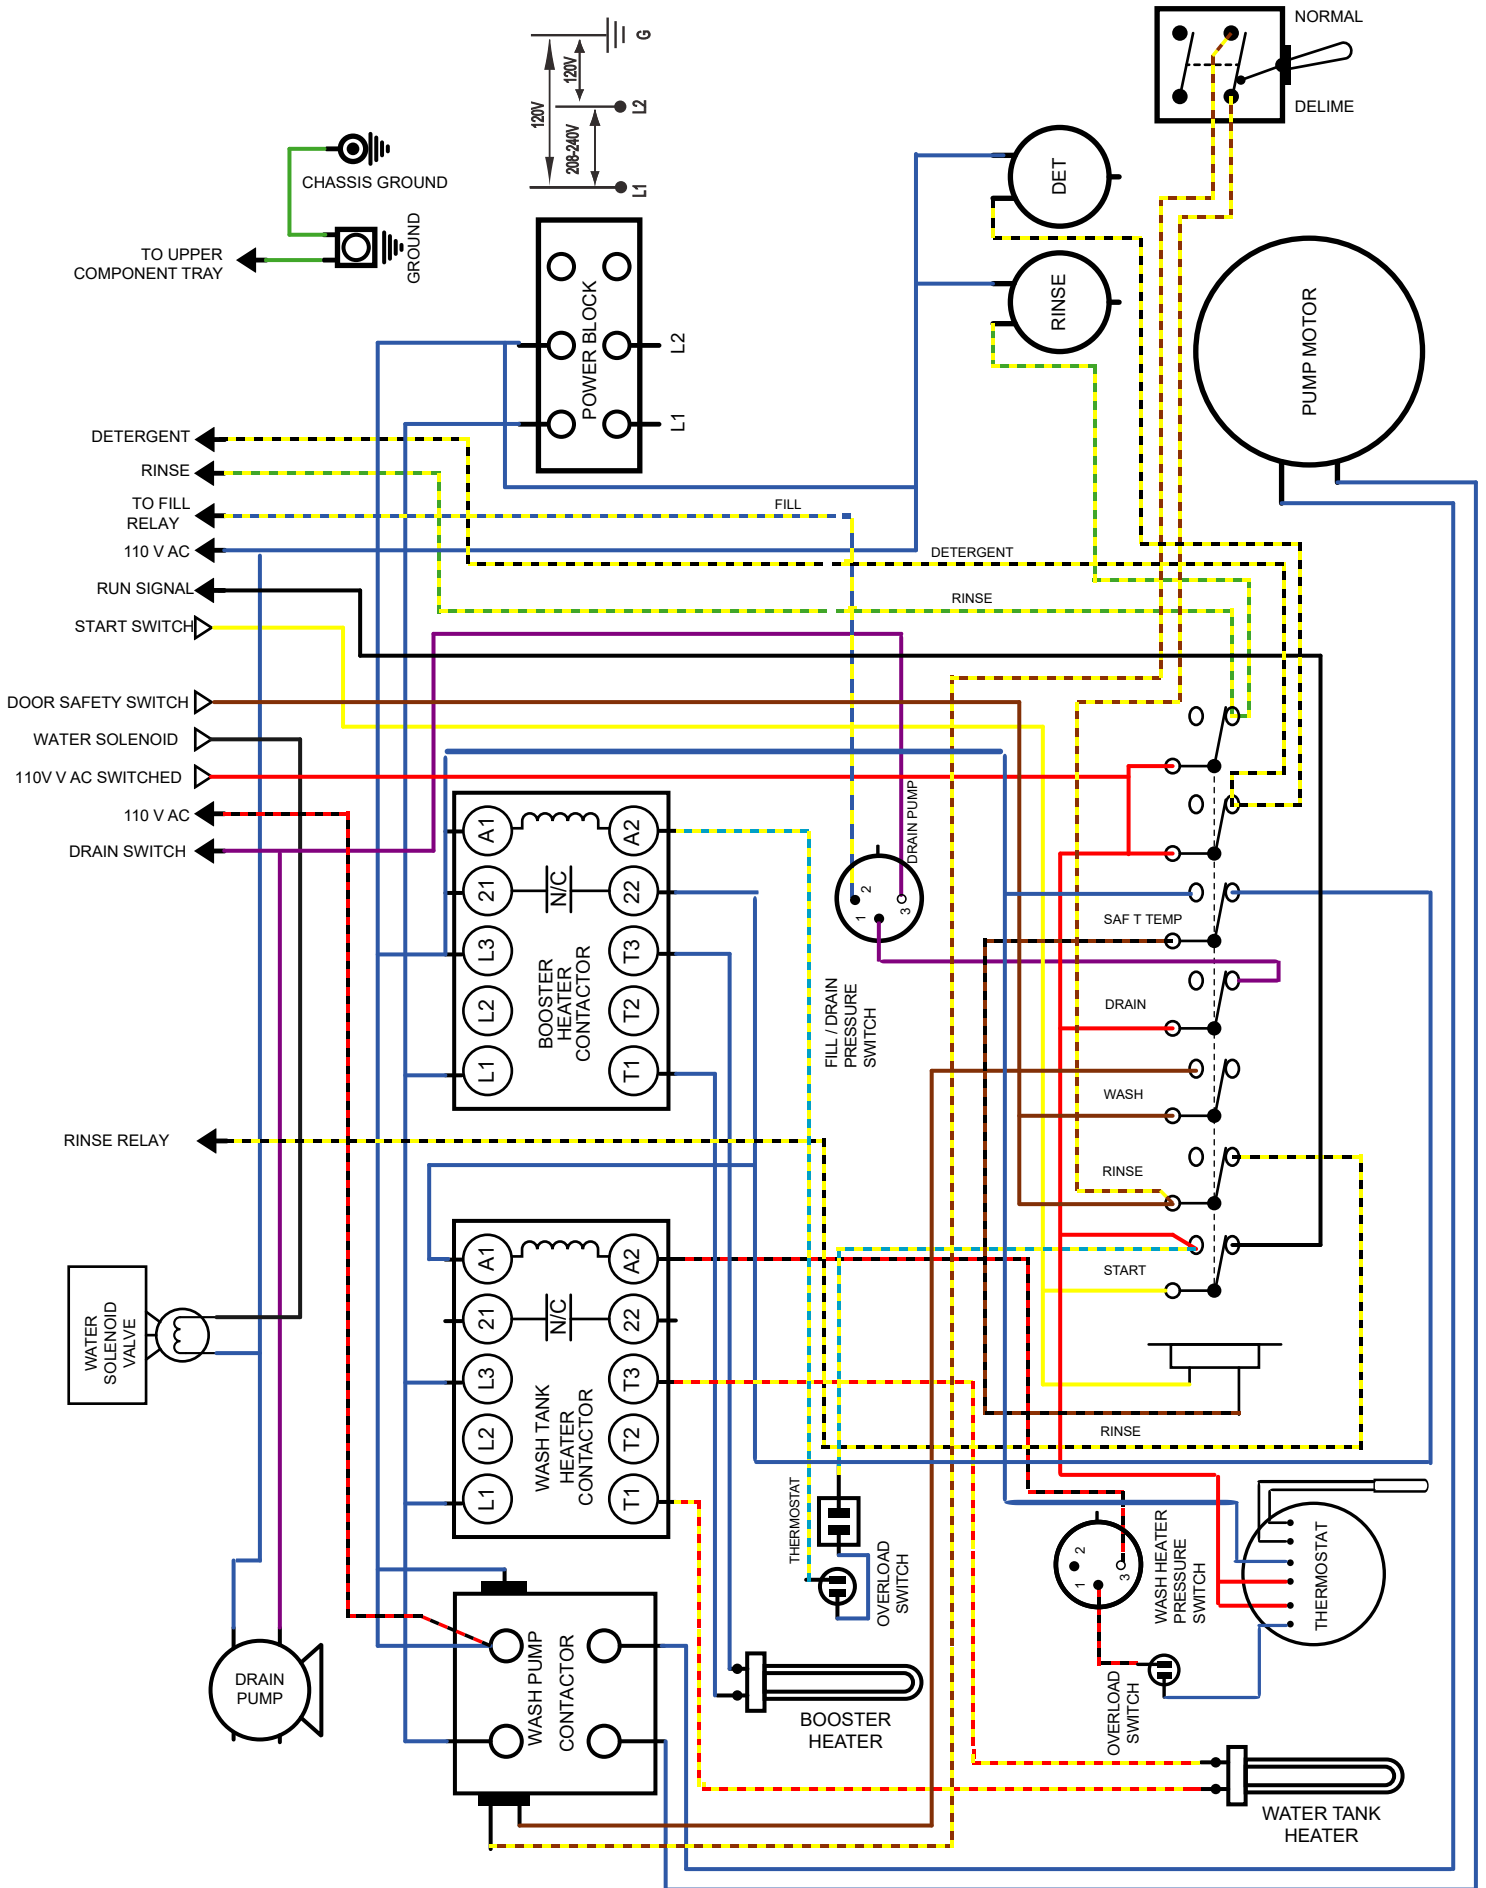 NORMAL
DELIME
G
120V
120V
L2
208-240V
L1
CHASSIS GROUND
GROUND
TO UPPER
COMPONENT TRAY
DET
RINSE
PUMP MOTOR
POWER BLOCK
L2
L1
DETERGENT
RINSE
TO FILL
RELAY
110 V AC
RUN SIGNAL
START SWITCH
DOOR SAFETY SWITCH
WATER SOLENOID
110V V AC SWITCHED
110 V AC
DRAIN SWITCH
RINSE RELAY
FILL
DETERGENT
RINSE
A1
A2
21
N/C
22
L3
T3
L2
T2
L1
T1
BOOSTER
HEATER
CONTACTOR
DRAIN PUMP
2
1
3
FILL / DRAIN
PRESSURE
SWITCH
SAF T TEMP
DRAIN
WASH
RINSE
START
RINSE
A1
A2
21
N/C
22
L3
T3
L2
T2
L1
T1
WASH TANK
HEATER
CONTACTOR
WATER
SOLENOID
VALVE
THERMOSTAT
OVERLOAD
SWITCH
2
1
3
WASH HEATER
PRESSURE
SWITCH
THERMOSTAT
OVERLOAD
SWITCH
DRAIN
PUMP
WASH PUMP
CONTACTOR
BOOSTER
HEATER
WATER TANK
HEATER